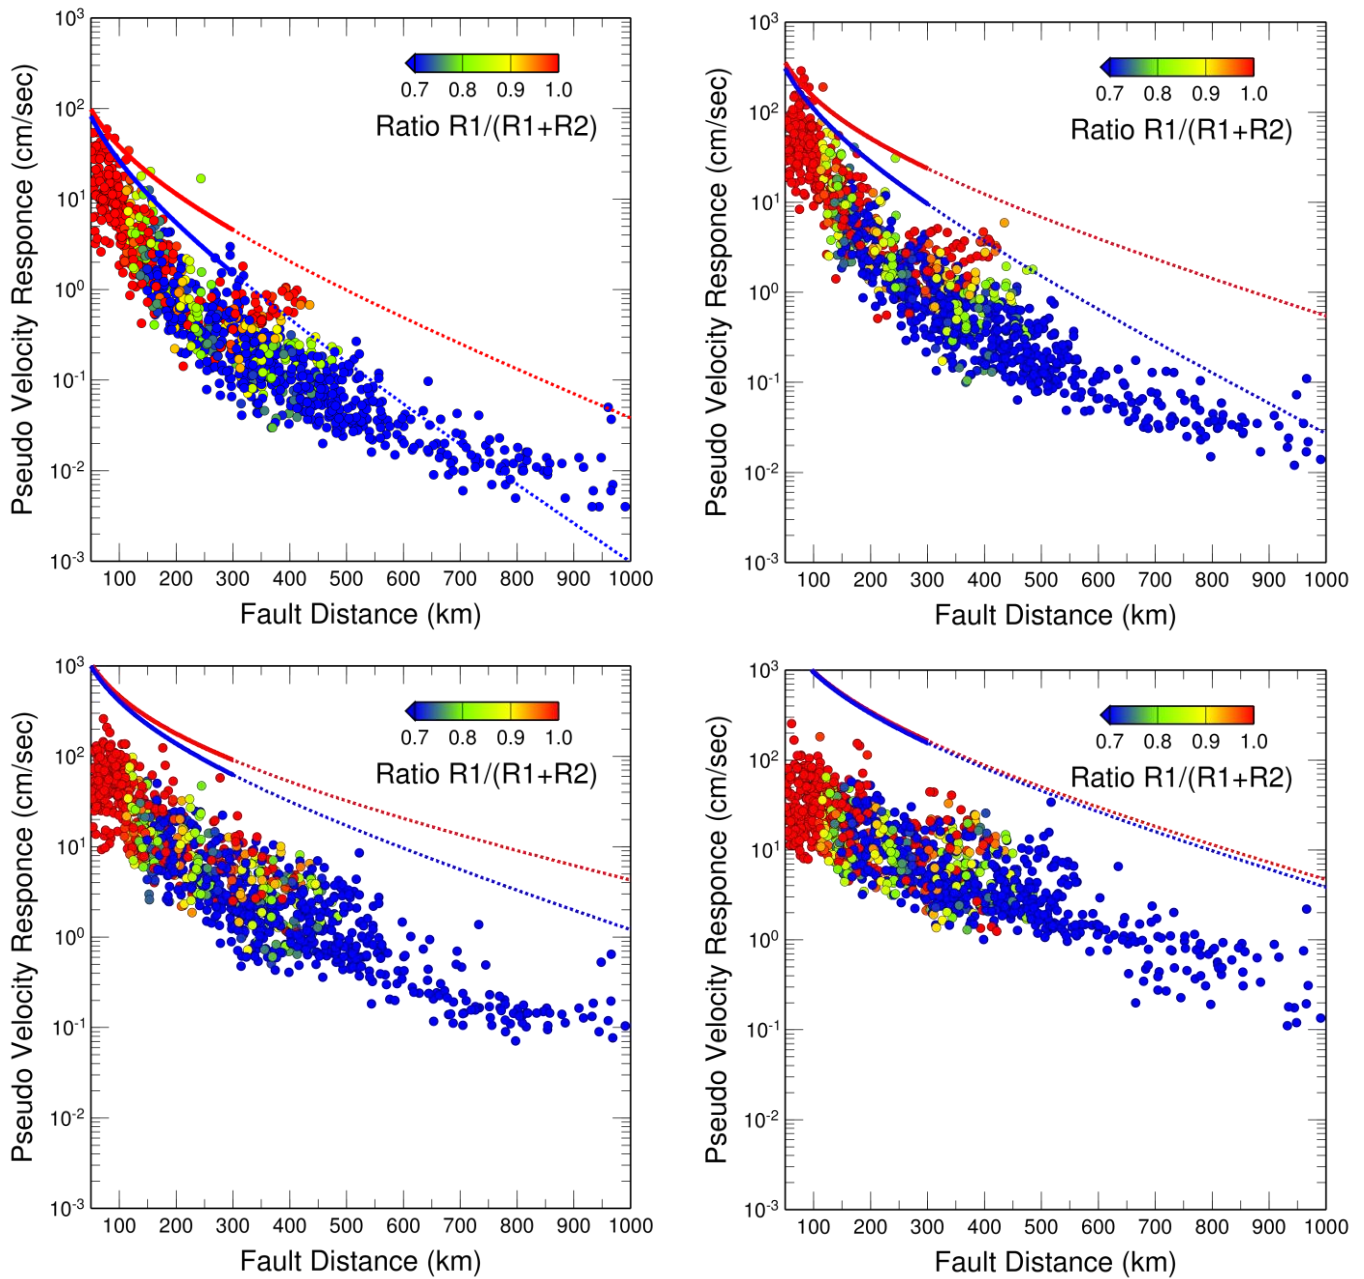 10³
10²
10¹
10⁰
10⁻¹
10⁻²
10⁻³
Pseudo Velocity Responce (cm/sec)
0.7 0.8 0.9 1.0
Ratio R1/(R1+R2)
100 200 300 400 500 600 700 800 900 1000
Fault Distance (km)
10³
10²
10¹
10⁰
10⁻¹
10⁻²
10⁻³
Pseudo Velocity Responce (cm/sec)
0.7 0.8 0.9 1.0
Ratio R1/(R1+R2)
100 200 300 400 500 600 700 800 900 1000
Fault Distance (km)
10³
10²
10¹
10⁰
10⁻¹
10⁻²
10⁻³
Pseudo Velocity Responce (cm/sec)
0.7 0.8 0.9 1.0
Ratio R1/(R1+R2)
100 200 300 400 500 600 700 800 900 1000
Fault Distance (km)
10³
10²
10¹
10⁰
10⁻¹
10⁻²
10⁻³
Pseudo Velocity Responce (cm/sec)
0.7 0.8 0.9 1.0
Ratio R1/(R1+R2)
100 200 300 400 500 600 700 800 900 1000
Fault Distance (km)